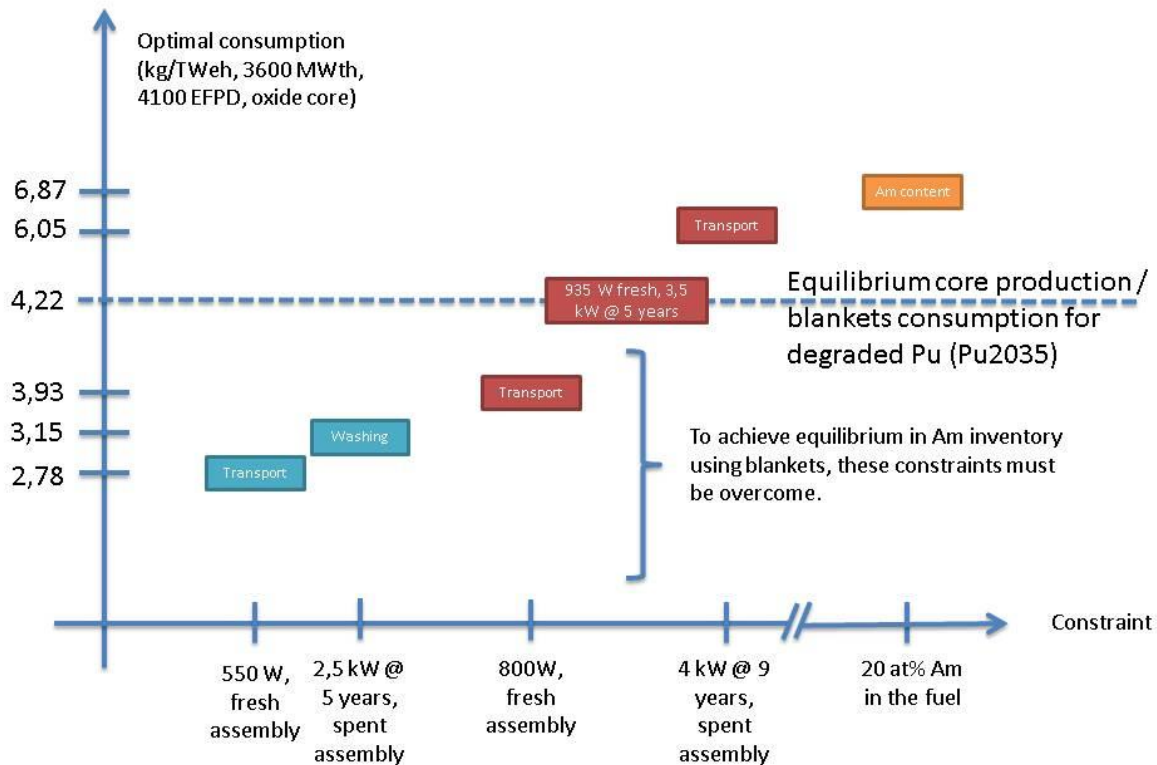 Optimal consumption
(kg/TWeh, 3600 MWth,
4100 EFPD, oxide core)
6,87
6,05
4,22
3,93
3,15
2,78
Am content
Transport
935 W fresh, 3,5
kW @ 5 years
Equilibrium core production /
blankets consumption for
degraded Pu (Pu2035)
Transport
Washing
Transport
To achieve equilibrium in Am inventory
using blankets, these constraints must
be overcome.
Constraint
550 W,
fresh
assembly
2,5 kW @
5 years,
spent
assembly
800W,
fresh
assembly
4 kW @ 9
years,
spent
assembly
20 at% Am
in the fuel